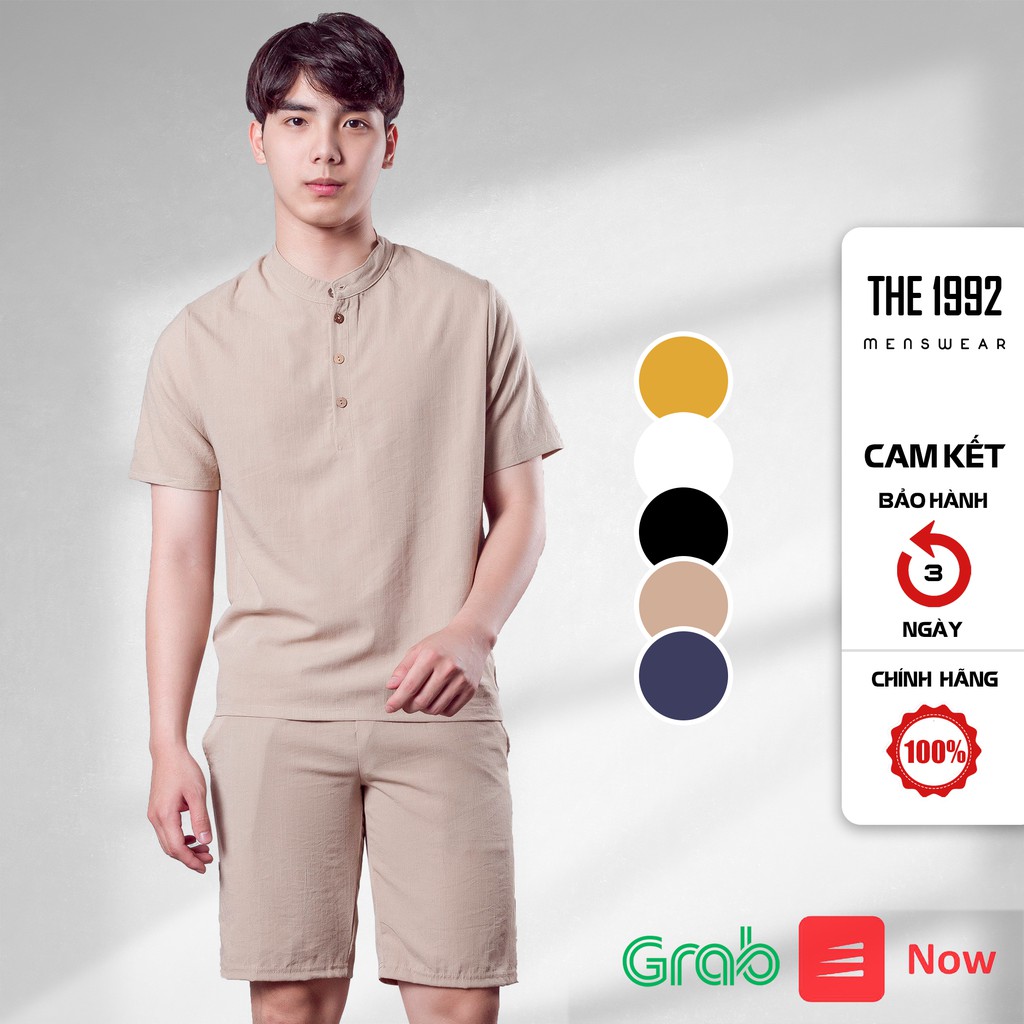 THE 1992
MENSWEAR
CAM KẾT
BẢO HÀNH
3
NGÀY
CHÍNH HÃNG
100%
Grab
Now